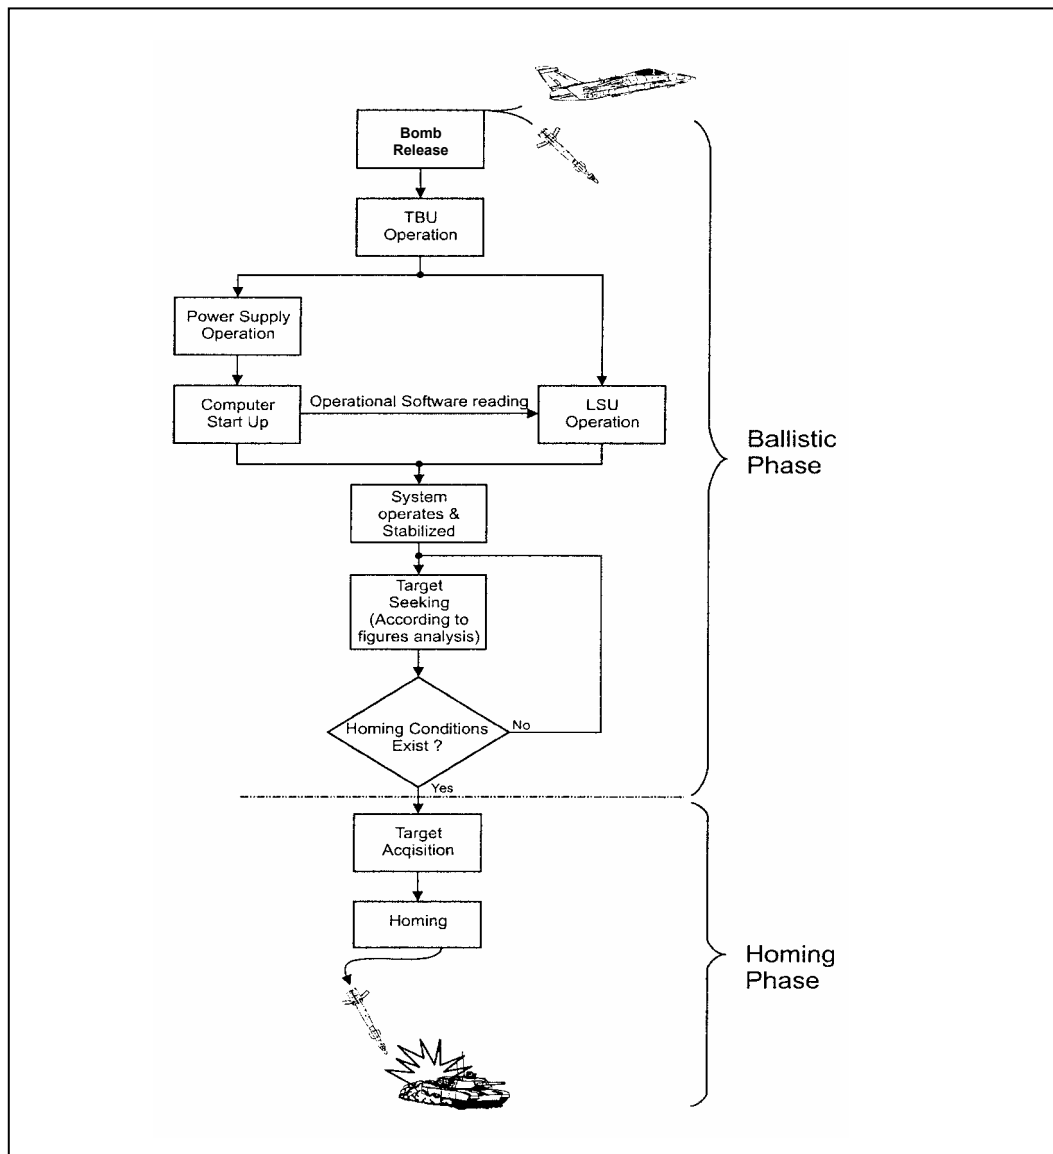 Bomb
Release
TBU
Operation
Power Supply
Operation
Computer
Start Up
Operational Software reading
LSU
Operation
Ballistic
Phase
System
operates &
Stabilized
Target
Seeking
(According to
figures analysis)
Homing Conditions
Exist ?
No
Yes
Target
Acqisition
Homing
Homing
Phase